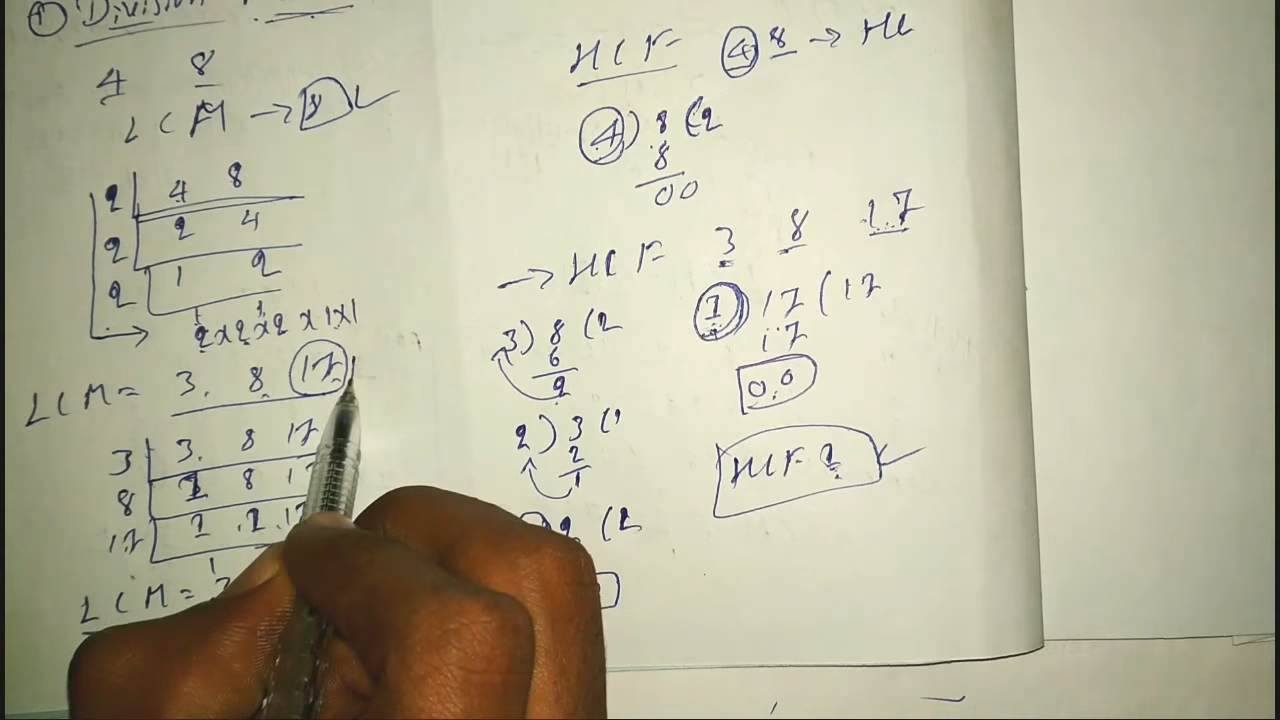 ① Division
4 8
LCM → 8
2 4 8
2 2 4
2 1 2
2x2x2 x1x1
LCM = 3. 8 17
3 3. 8 17
8 1 8
17 1 1
LCM =
HCF 4 8 →
4) 8 (2
8
00
→ HCF 3 8 17
3) 8 (2
6
2
2) 3 (1
2
1
2 (2
1) 17 (17
17
0.0
HCF 1